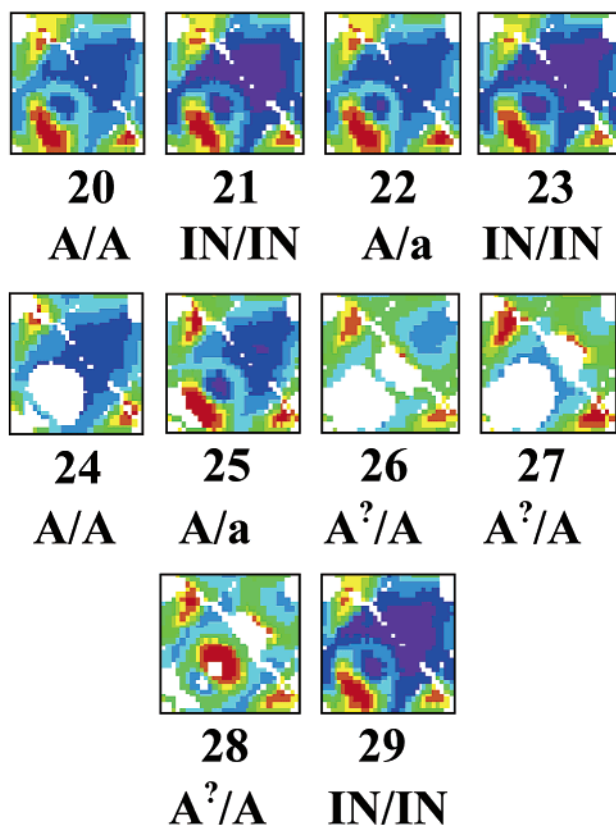 20 21 22 23
A/A IN/IN A/a IN/IN
24 25 26 27
A/A A/a A?/A A?/A
28 29
A?/A IN/IN